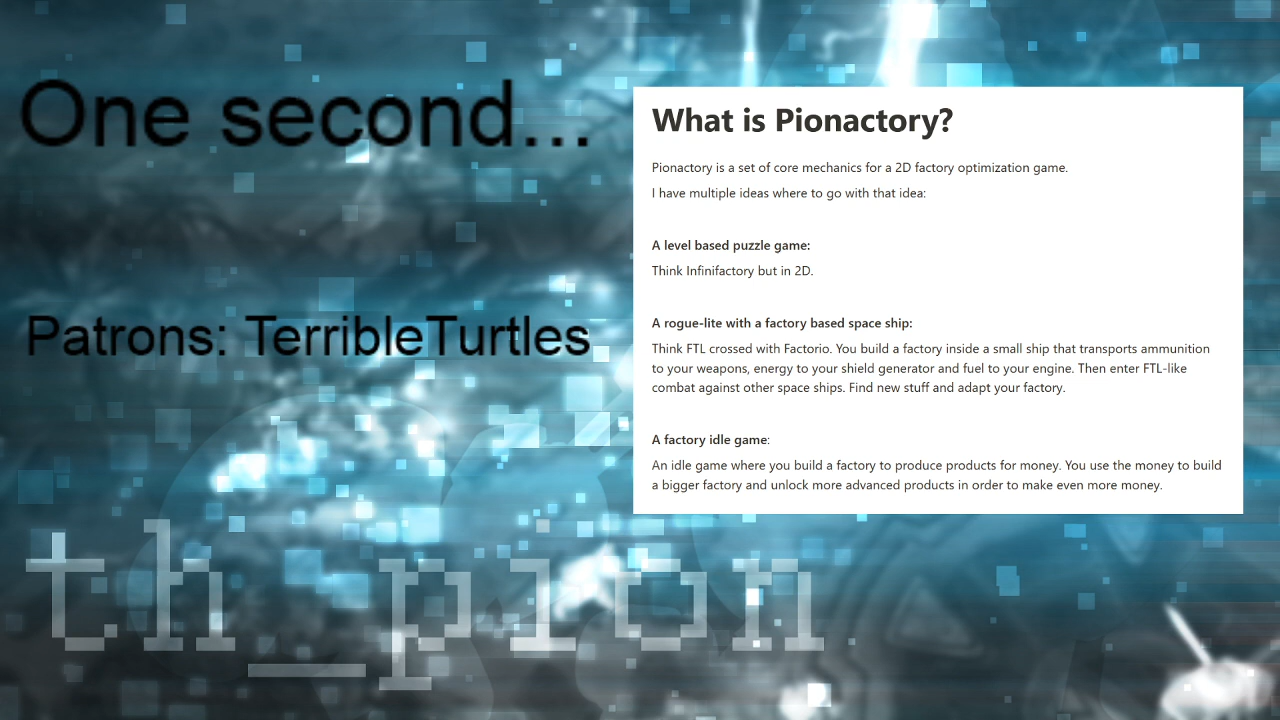 One second...
Patrons: TerribleTurtles
th_pion
What is Pionactory?
Pionactory is a set of core mechanics for a 2D factory optimization game.
I have multiple ideas where to go with that idea:
A level based puzzle game:
Think Infinifactory but in 2D.
A rogue-lite with a factory based space ship:
Think FTL crossed with Factorio. You build a factory inside a small ship that transports ammunition
to your weapons, energy to your shield generator and fuel to your engine. Then enter FTL-like
combat against other space ships. Find new stuff and adapt your factory.
A factory idle game:
An idle game where you build a factory to produce products for money. You use the money to build
a bigger factory and unlock more advanced products in order to make even more money.